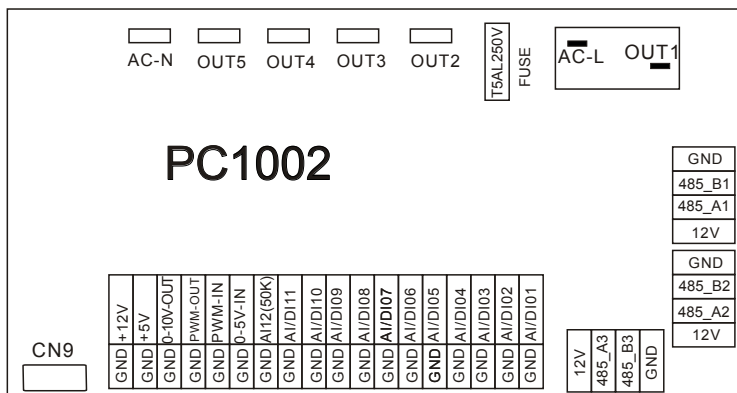 AC-N OUT5 OUT4 OUT3 OUT2
T5AL250V
FUSE
AC-L OUT1
PC1002
GND
485_B1
485_A1
12V
GND
485_B2
485_A2
12V
+12V
+5V
0-10V-OUT
PWM-OUT
PWM-IN
0-5V-IN
AI12(50K)
AI/DI11
AI/DI10
AI/DI09
AI/DI08
AI/DI07
AI/DI06
AI/DI05
AI/DI04
AI/DI03
AI/DI02
AI/DI01
GND GND GND GND GND GND GND GND GND GND GND GND GND GND GND GND GND GND
CN9
12V
485_A3
485_B3
GND